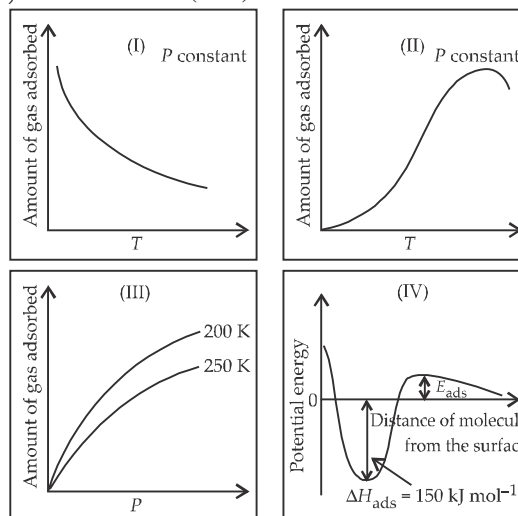 (I)
P constant
Amount of gas adsorbed
T
(II)
P constant
Amount of gas adsorbed
T
(III)
Amount of gas adsorbed
200 K
250 K
P
(IV)
Potential energy
0
E_ads
Distance of molecul
from the surfac
ΔH_ads = 150 kJ mol⁻¹